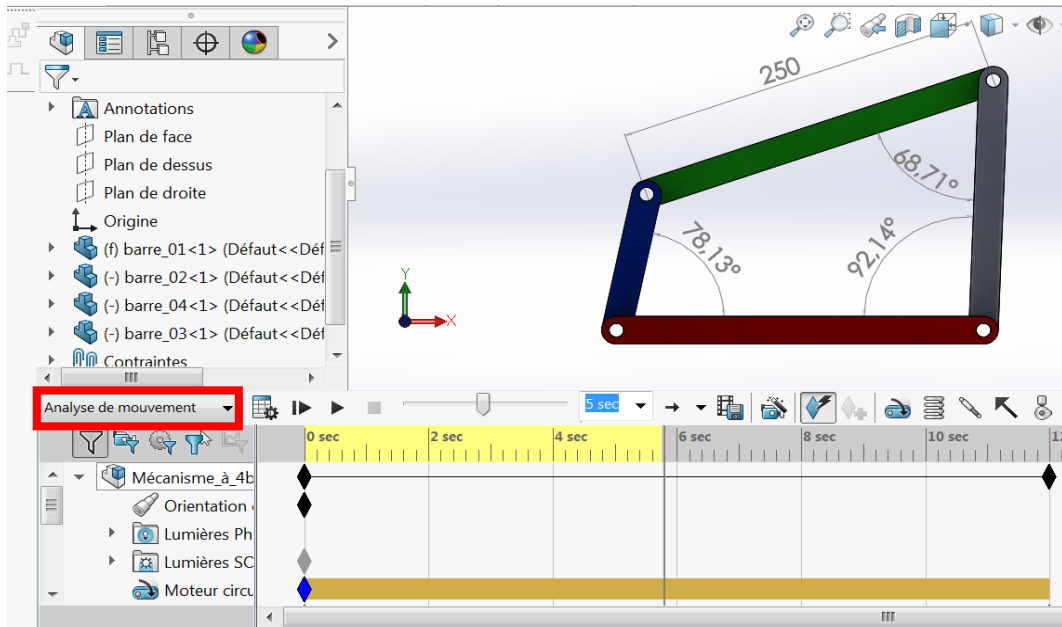 250
68,71°
78,13°
92,14°
Annotations
Plan de face
Plan de dessus
Plan de droite
Origine
(f) barre_01<1> (Défaut<<Déf
(-) barre_02<1> (Défaut<<Déf
(-) barre_04<1> (Défaut<<Déf
(-) barre_03<1> (Défaut<<Déf
Contraintes
Y
X
Analyse de mouvement
5 sec
0 sec 2 sec 4 sec 6 sec 8 sec 10 sec 12
Mécanisme_à_4b
Orientation
Lumières Ph
Lumières SC
Moteur circu